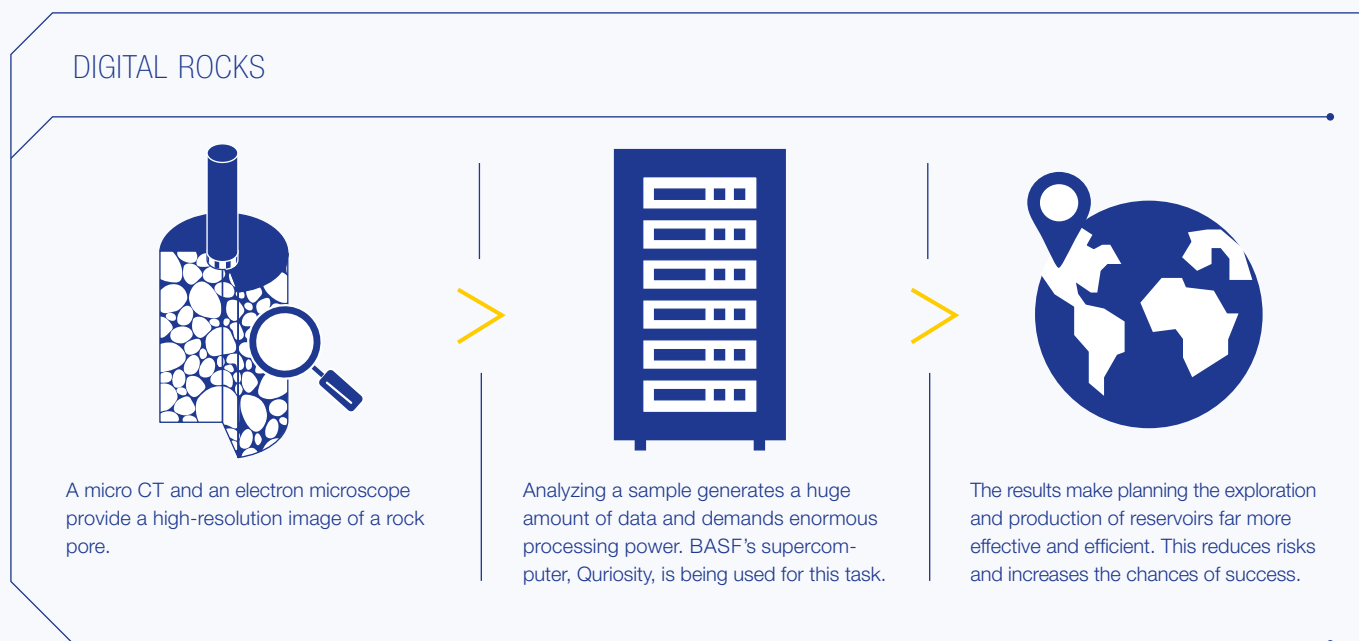 DIGITAL ROCKS
A micro CT and an electron microscope
provide a high-resolution image of a rock
pore.
Analyzing a sample generates a huge
amount of data and demands enormous
processing power. BASF’s supercom-
puter, Quriosity, is being used for this task.
The results make planning the exploration
and production of reservoirs far more
effective and efficient. This reduces risks
and increases the chances of success.